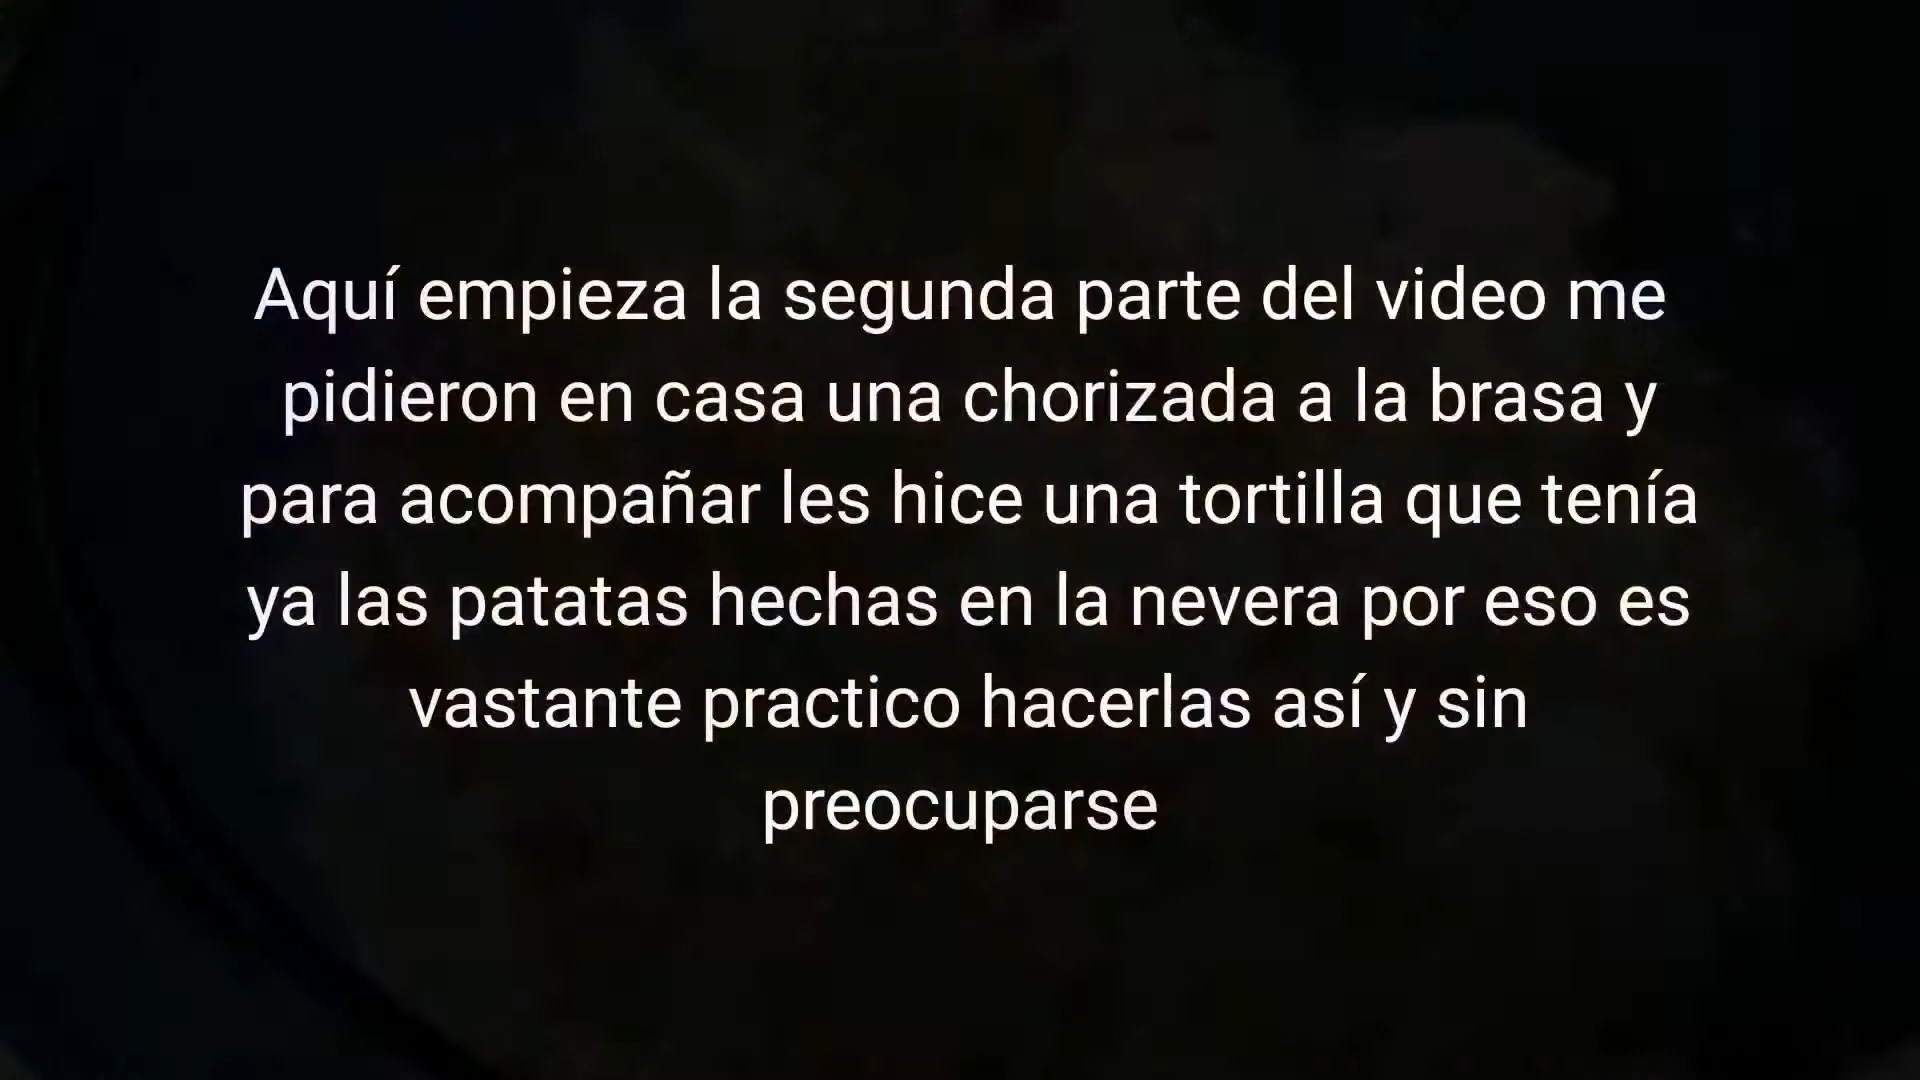 Aquí empieza la segunda parte del video me
pidieron en casa una chorizada a la brasa y
para acompañar les hice una tortilla que tenía
ya las patatas hechas en la nevera por eso es
vastante practico hacerlas así y sin
preocuparse